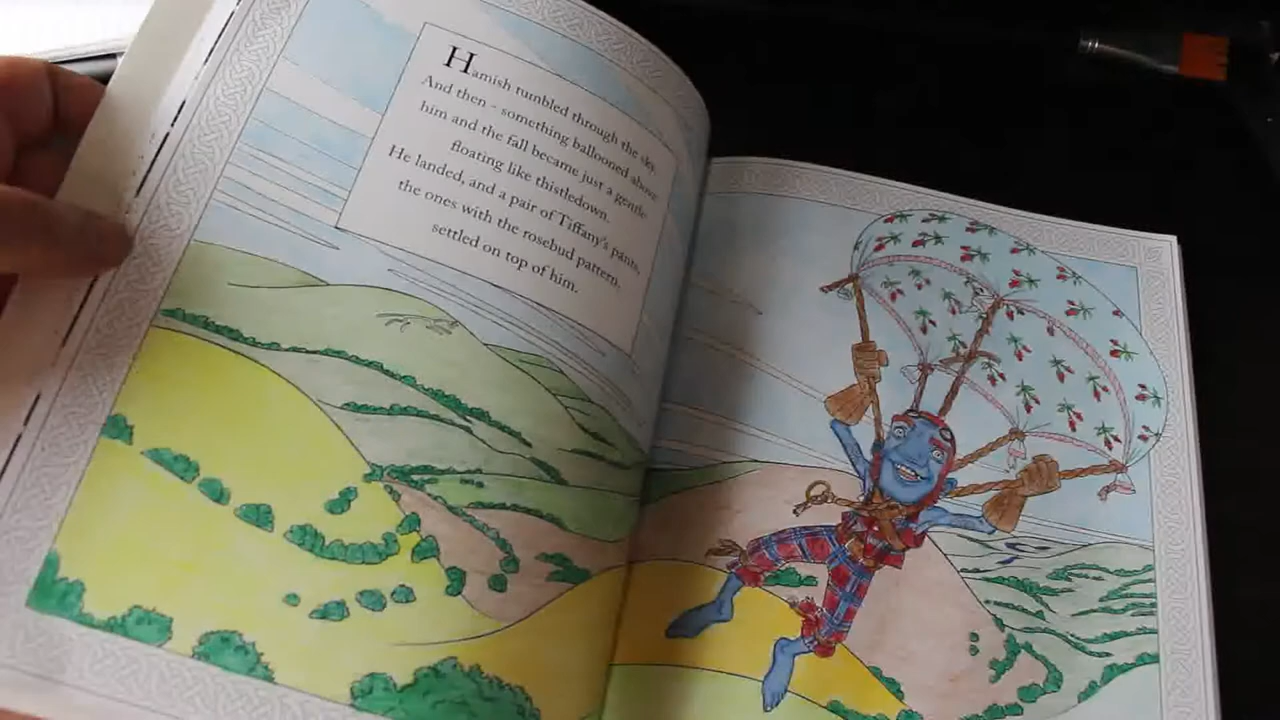 Hamish tumbled through the sky.
And then - something ballooned above
him and the fall became just a gentle
floating like thistledown.
He landed, and a pair of Tiffany's pants,
the ones with the rosebud pattern,
settled on top of him.